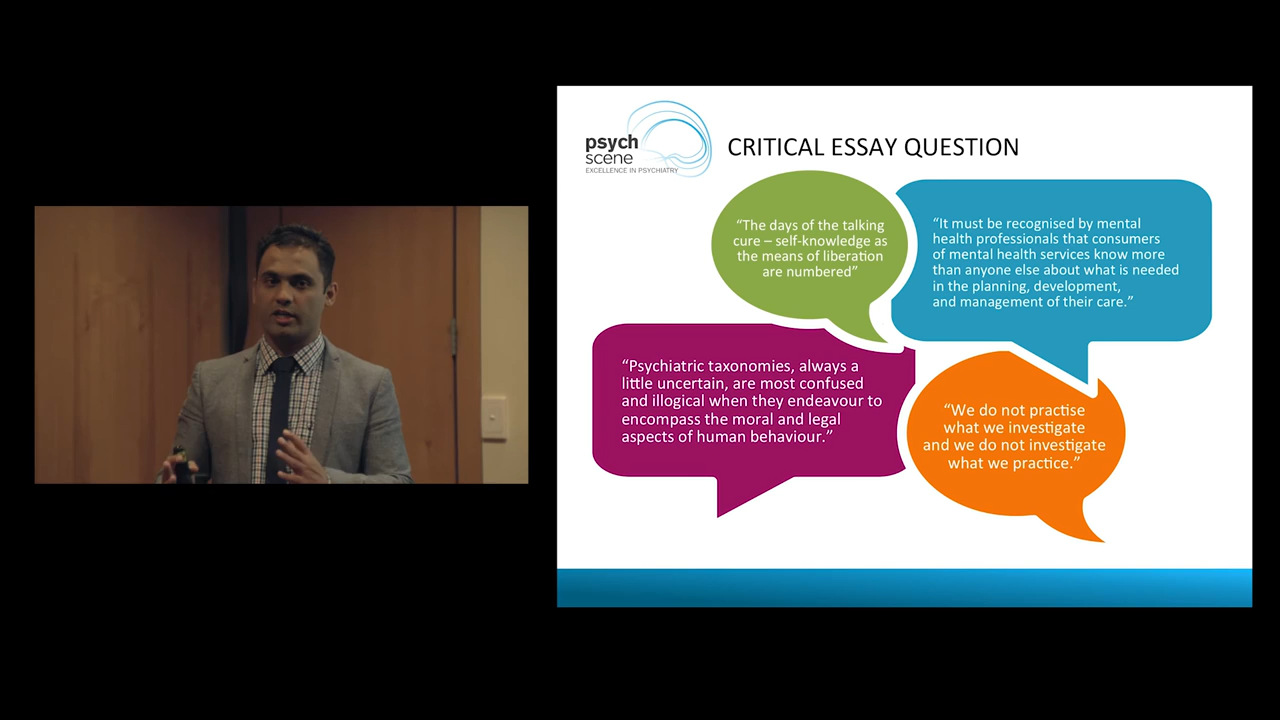 psych
scene
EXCELLENCE IN PSYCHIATRY
CRITICAL ESSAY QUESTION
“The days of the talking
cure – self-knowledge as
the means of liberation
are numbered”
“It must be recognised by mental
health professionals that consumers
of mental health services know more
than anyone else about what is needed
in the planning, development,
and management of their care.”
“Psychiatric taxonomies, always a
little uncertain, are most confused
and illogical when they endeavour to
encompass the moral and legal
aspects of human behaviour.”
“We do not practise
what we investigate
and we do not investigate
what we practice.”